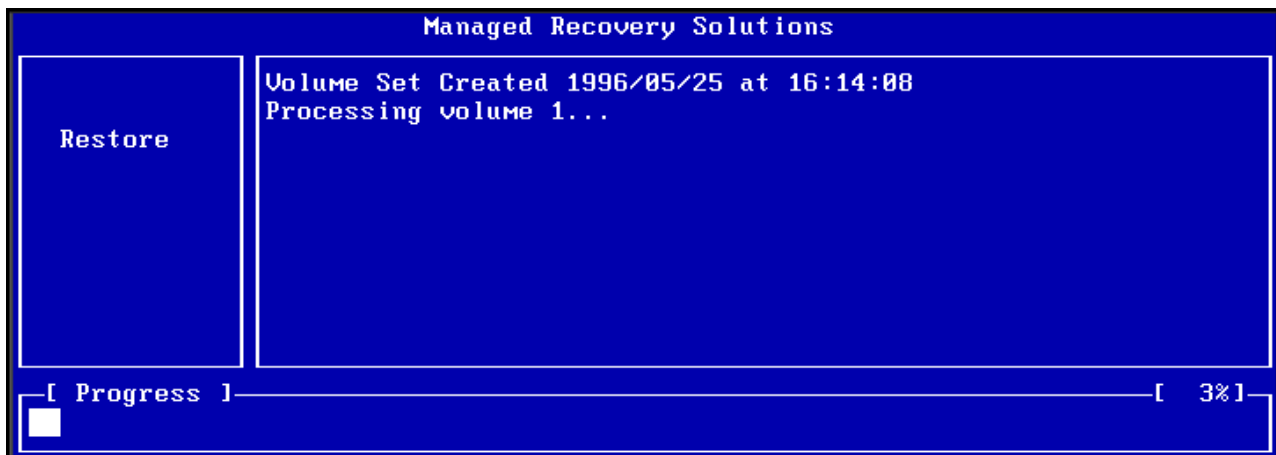 Managed Recovery Solutions
Restore
Volume Set Created 1996/05/25 at 16:14:08
Processing volume 1...
[ Progress ]
[ 3%]